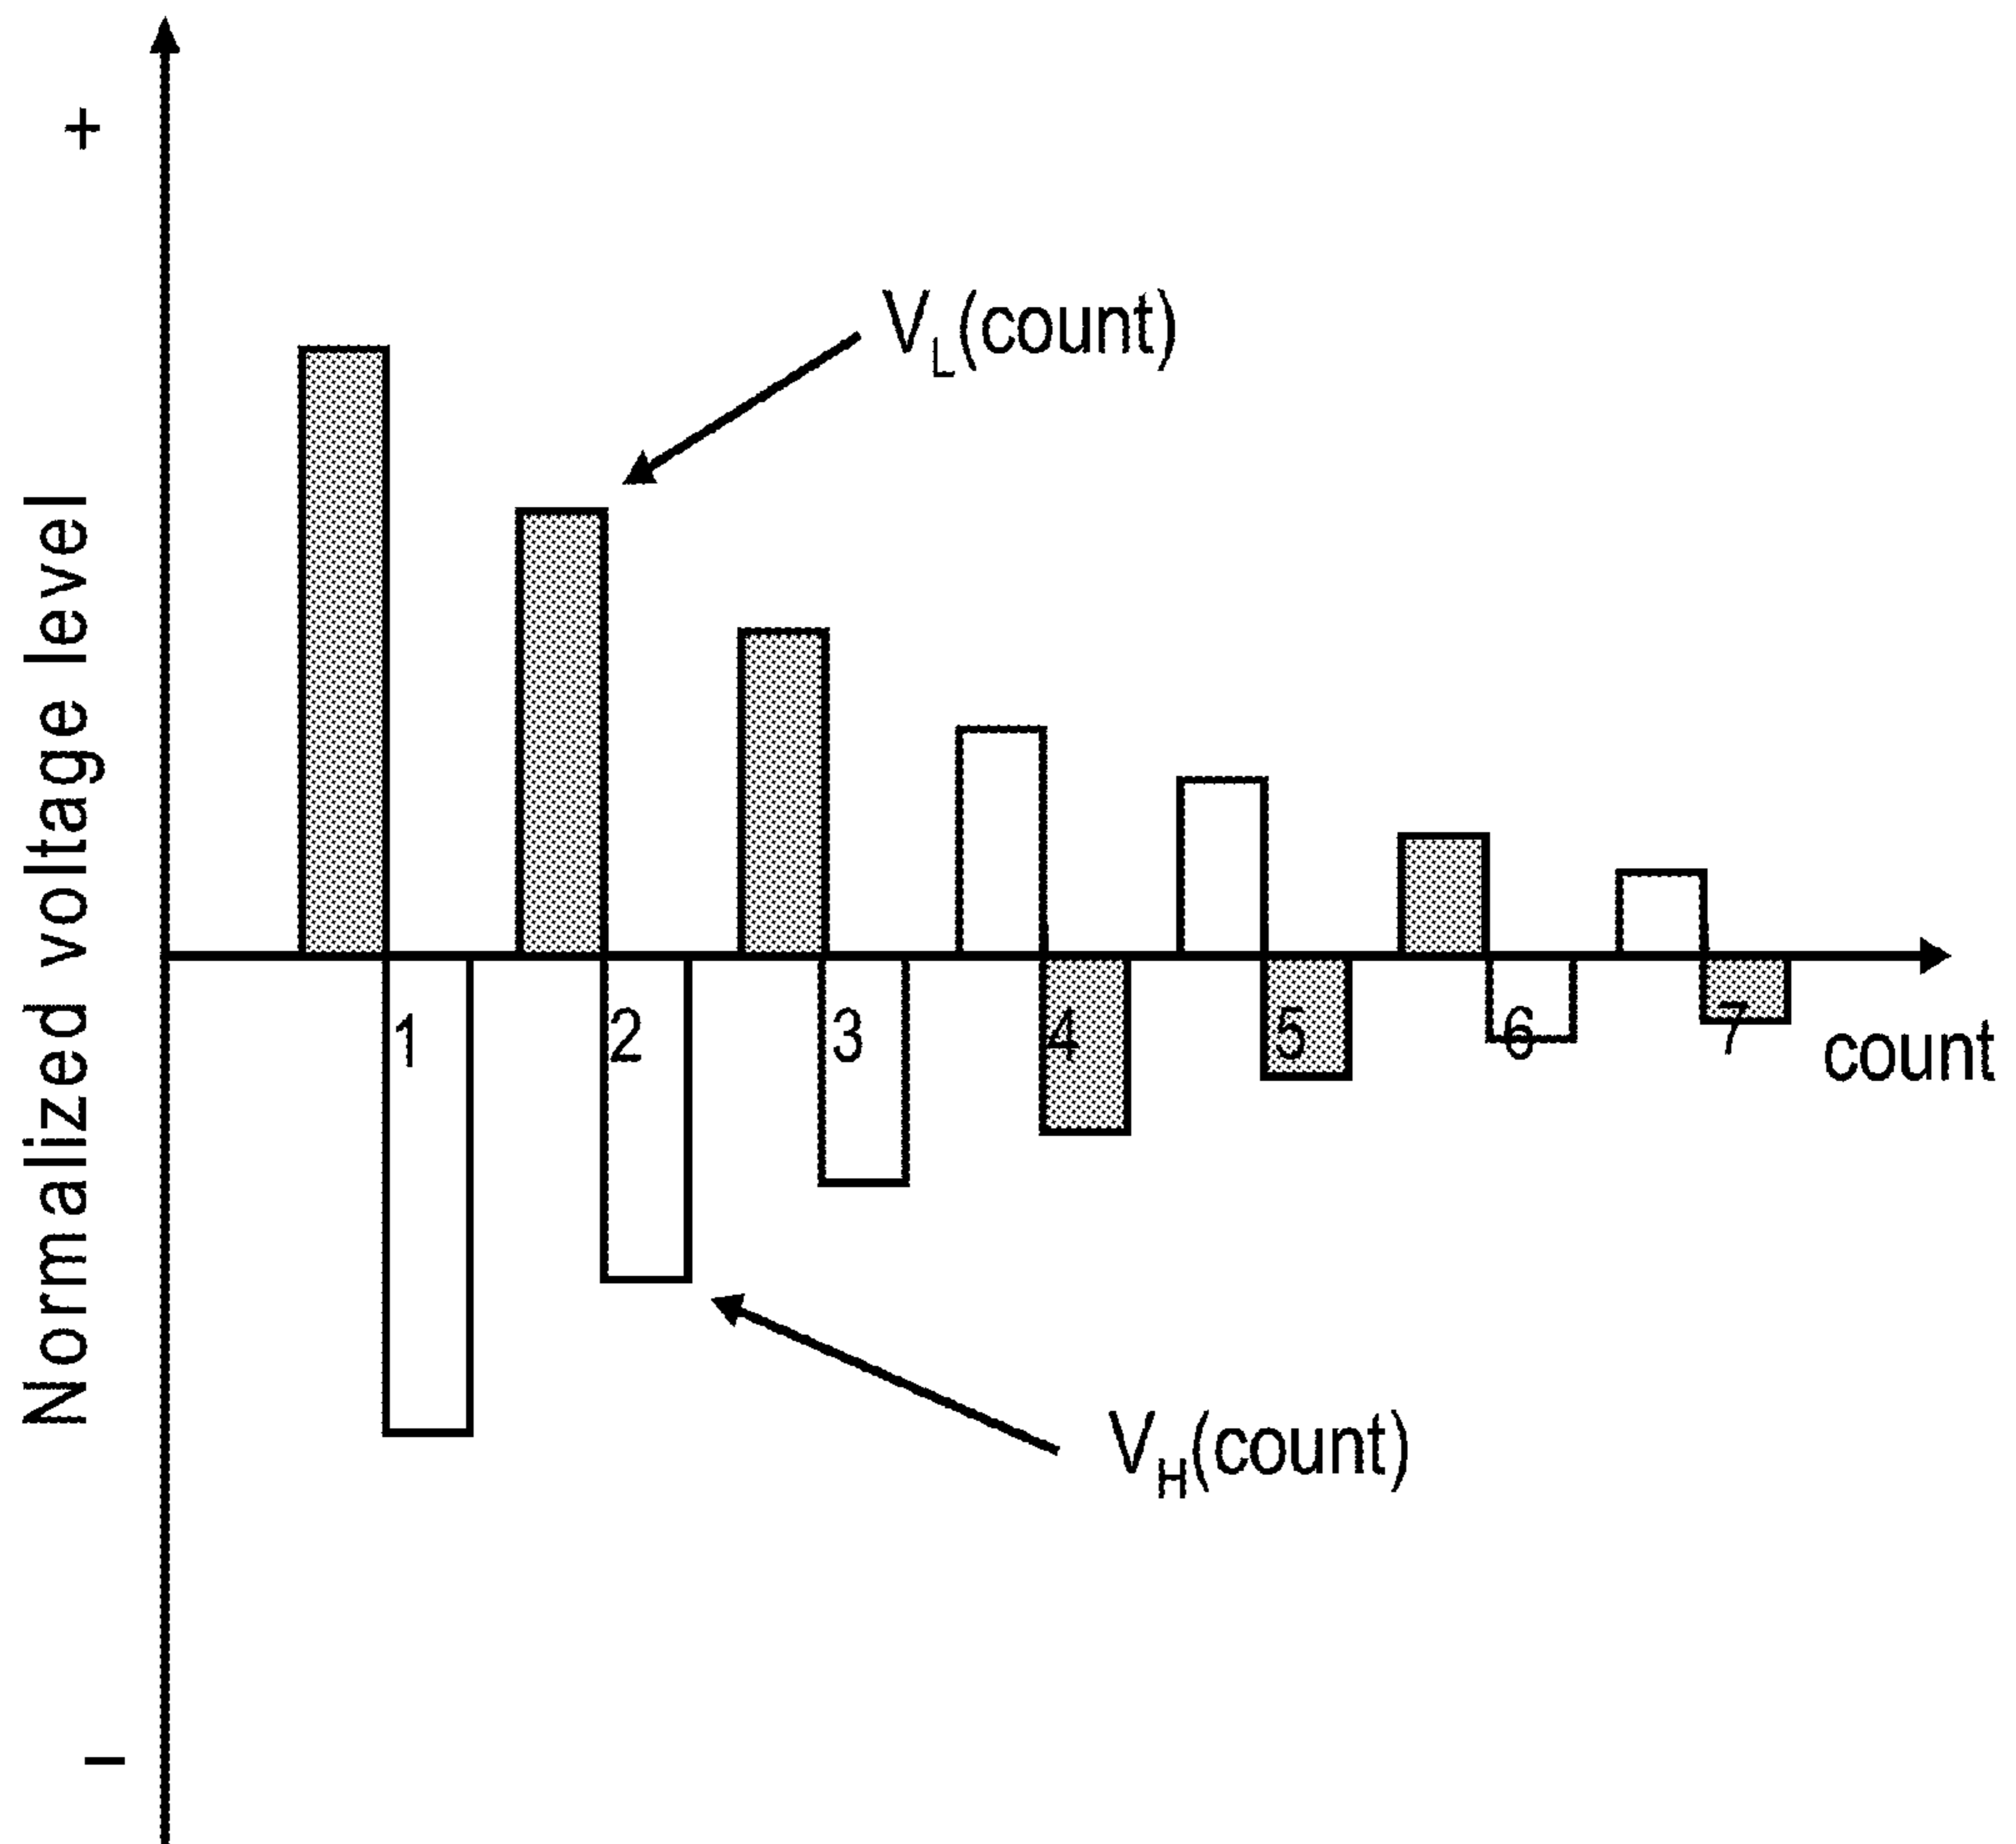 +
V_L(count)
Normalized voltage level
1 2 3 4 5 6 7
count
V_H(count)
−